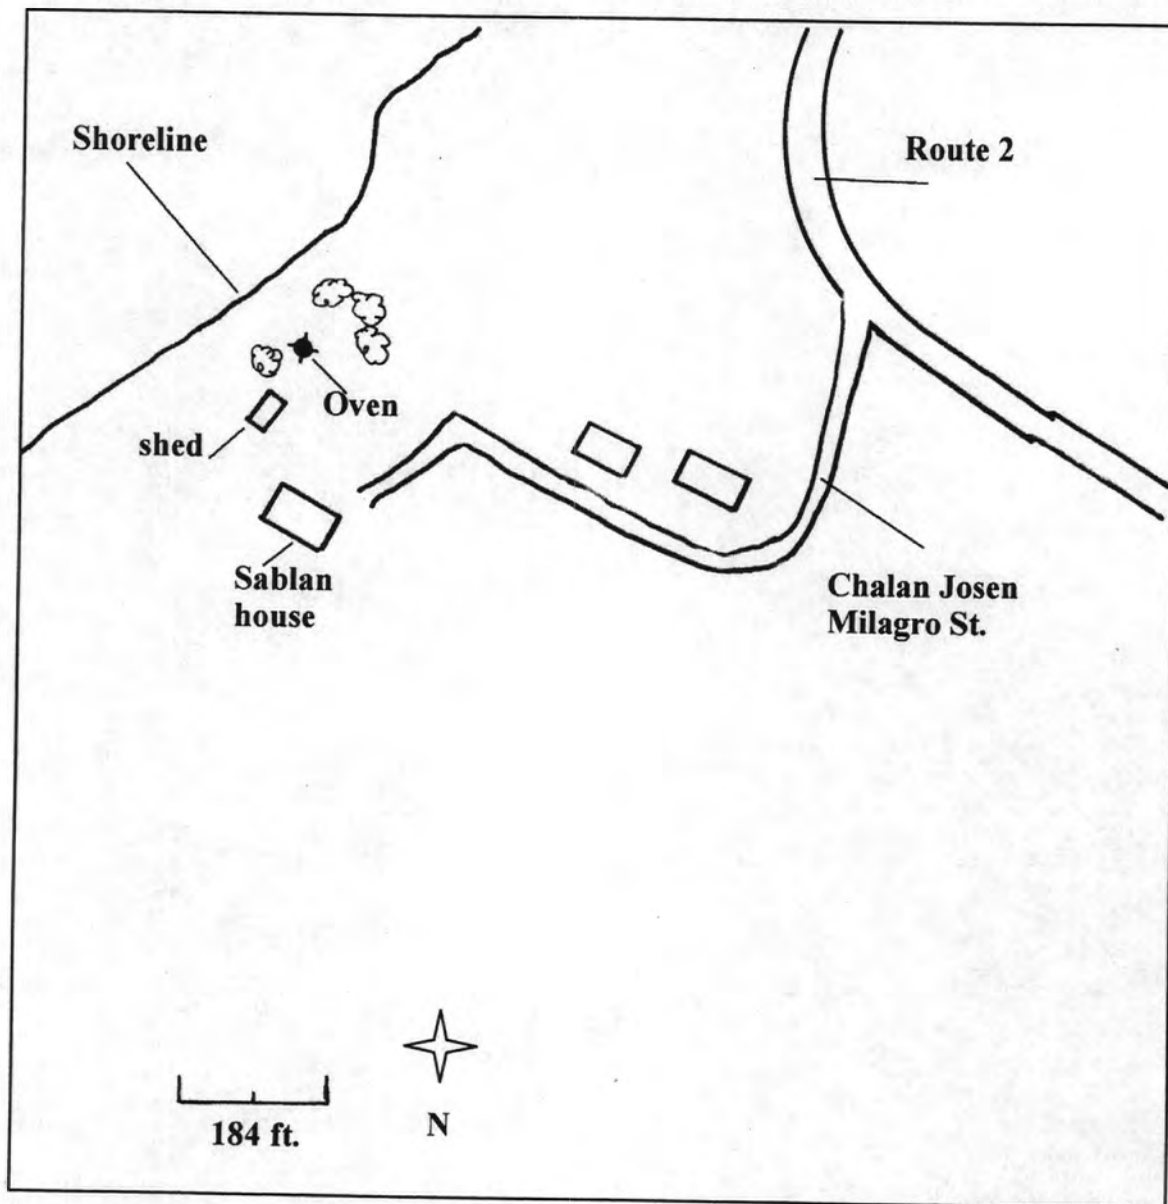 Shoreline
Route 2
Oven
shed
Sablan
house
Chalan Josen
Milagro St.
184 ft.
N